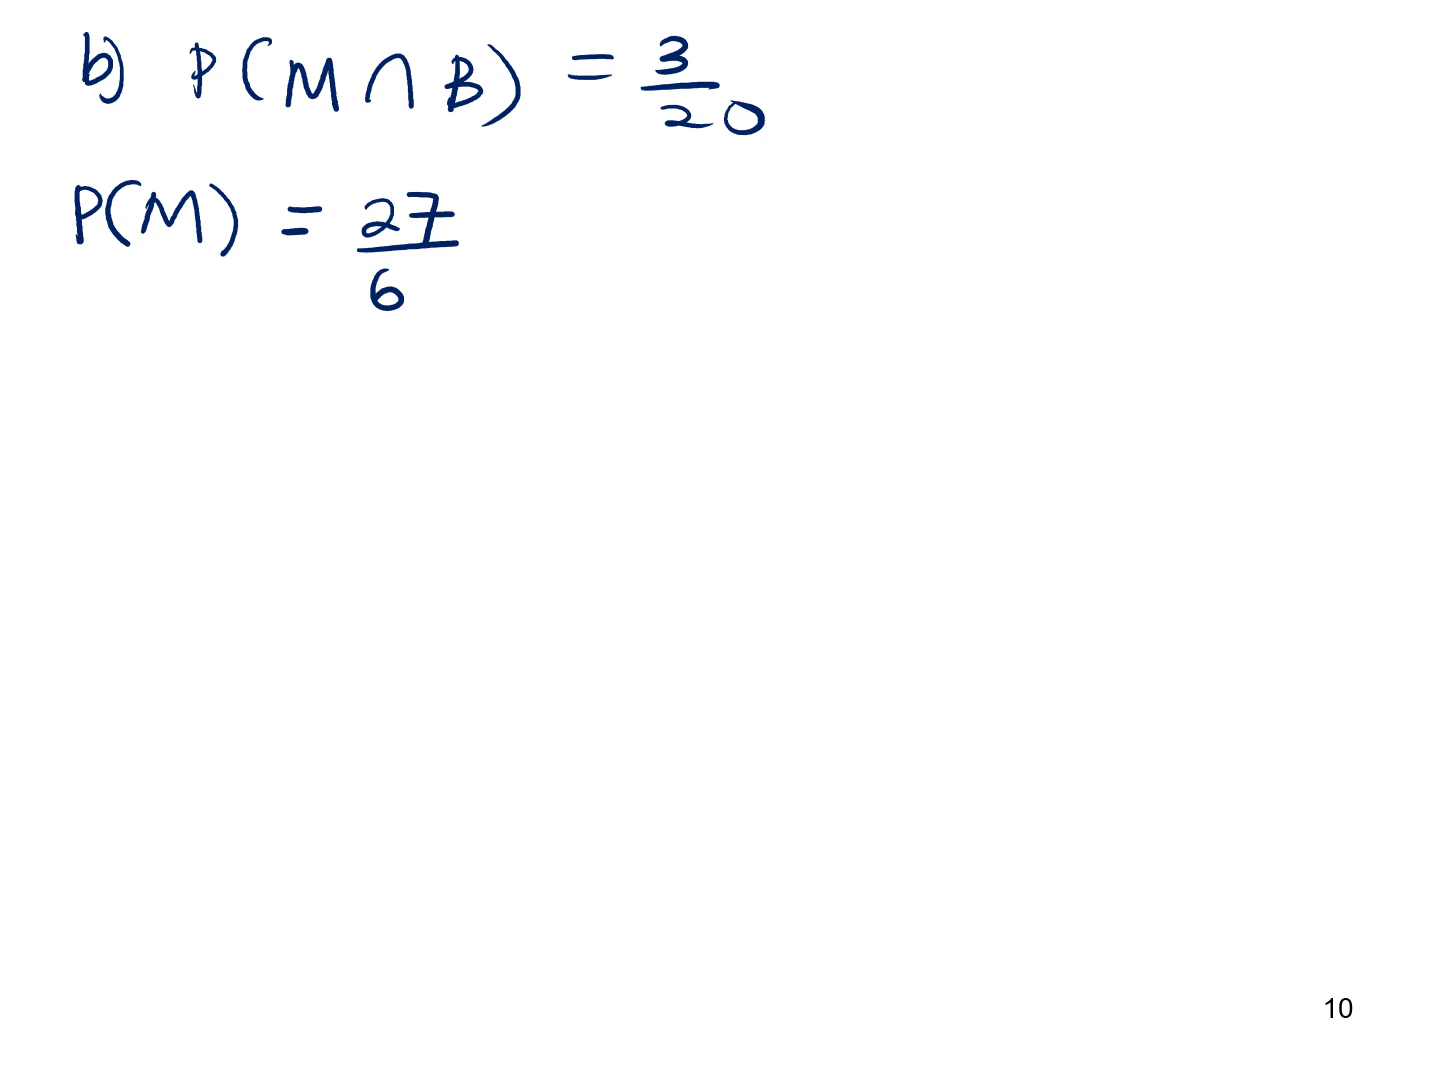 b) P(M ∩ B) = 3/20
P(M) = 27/6
10